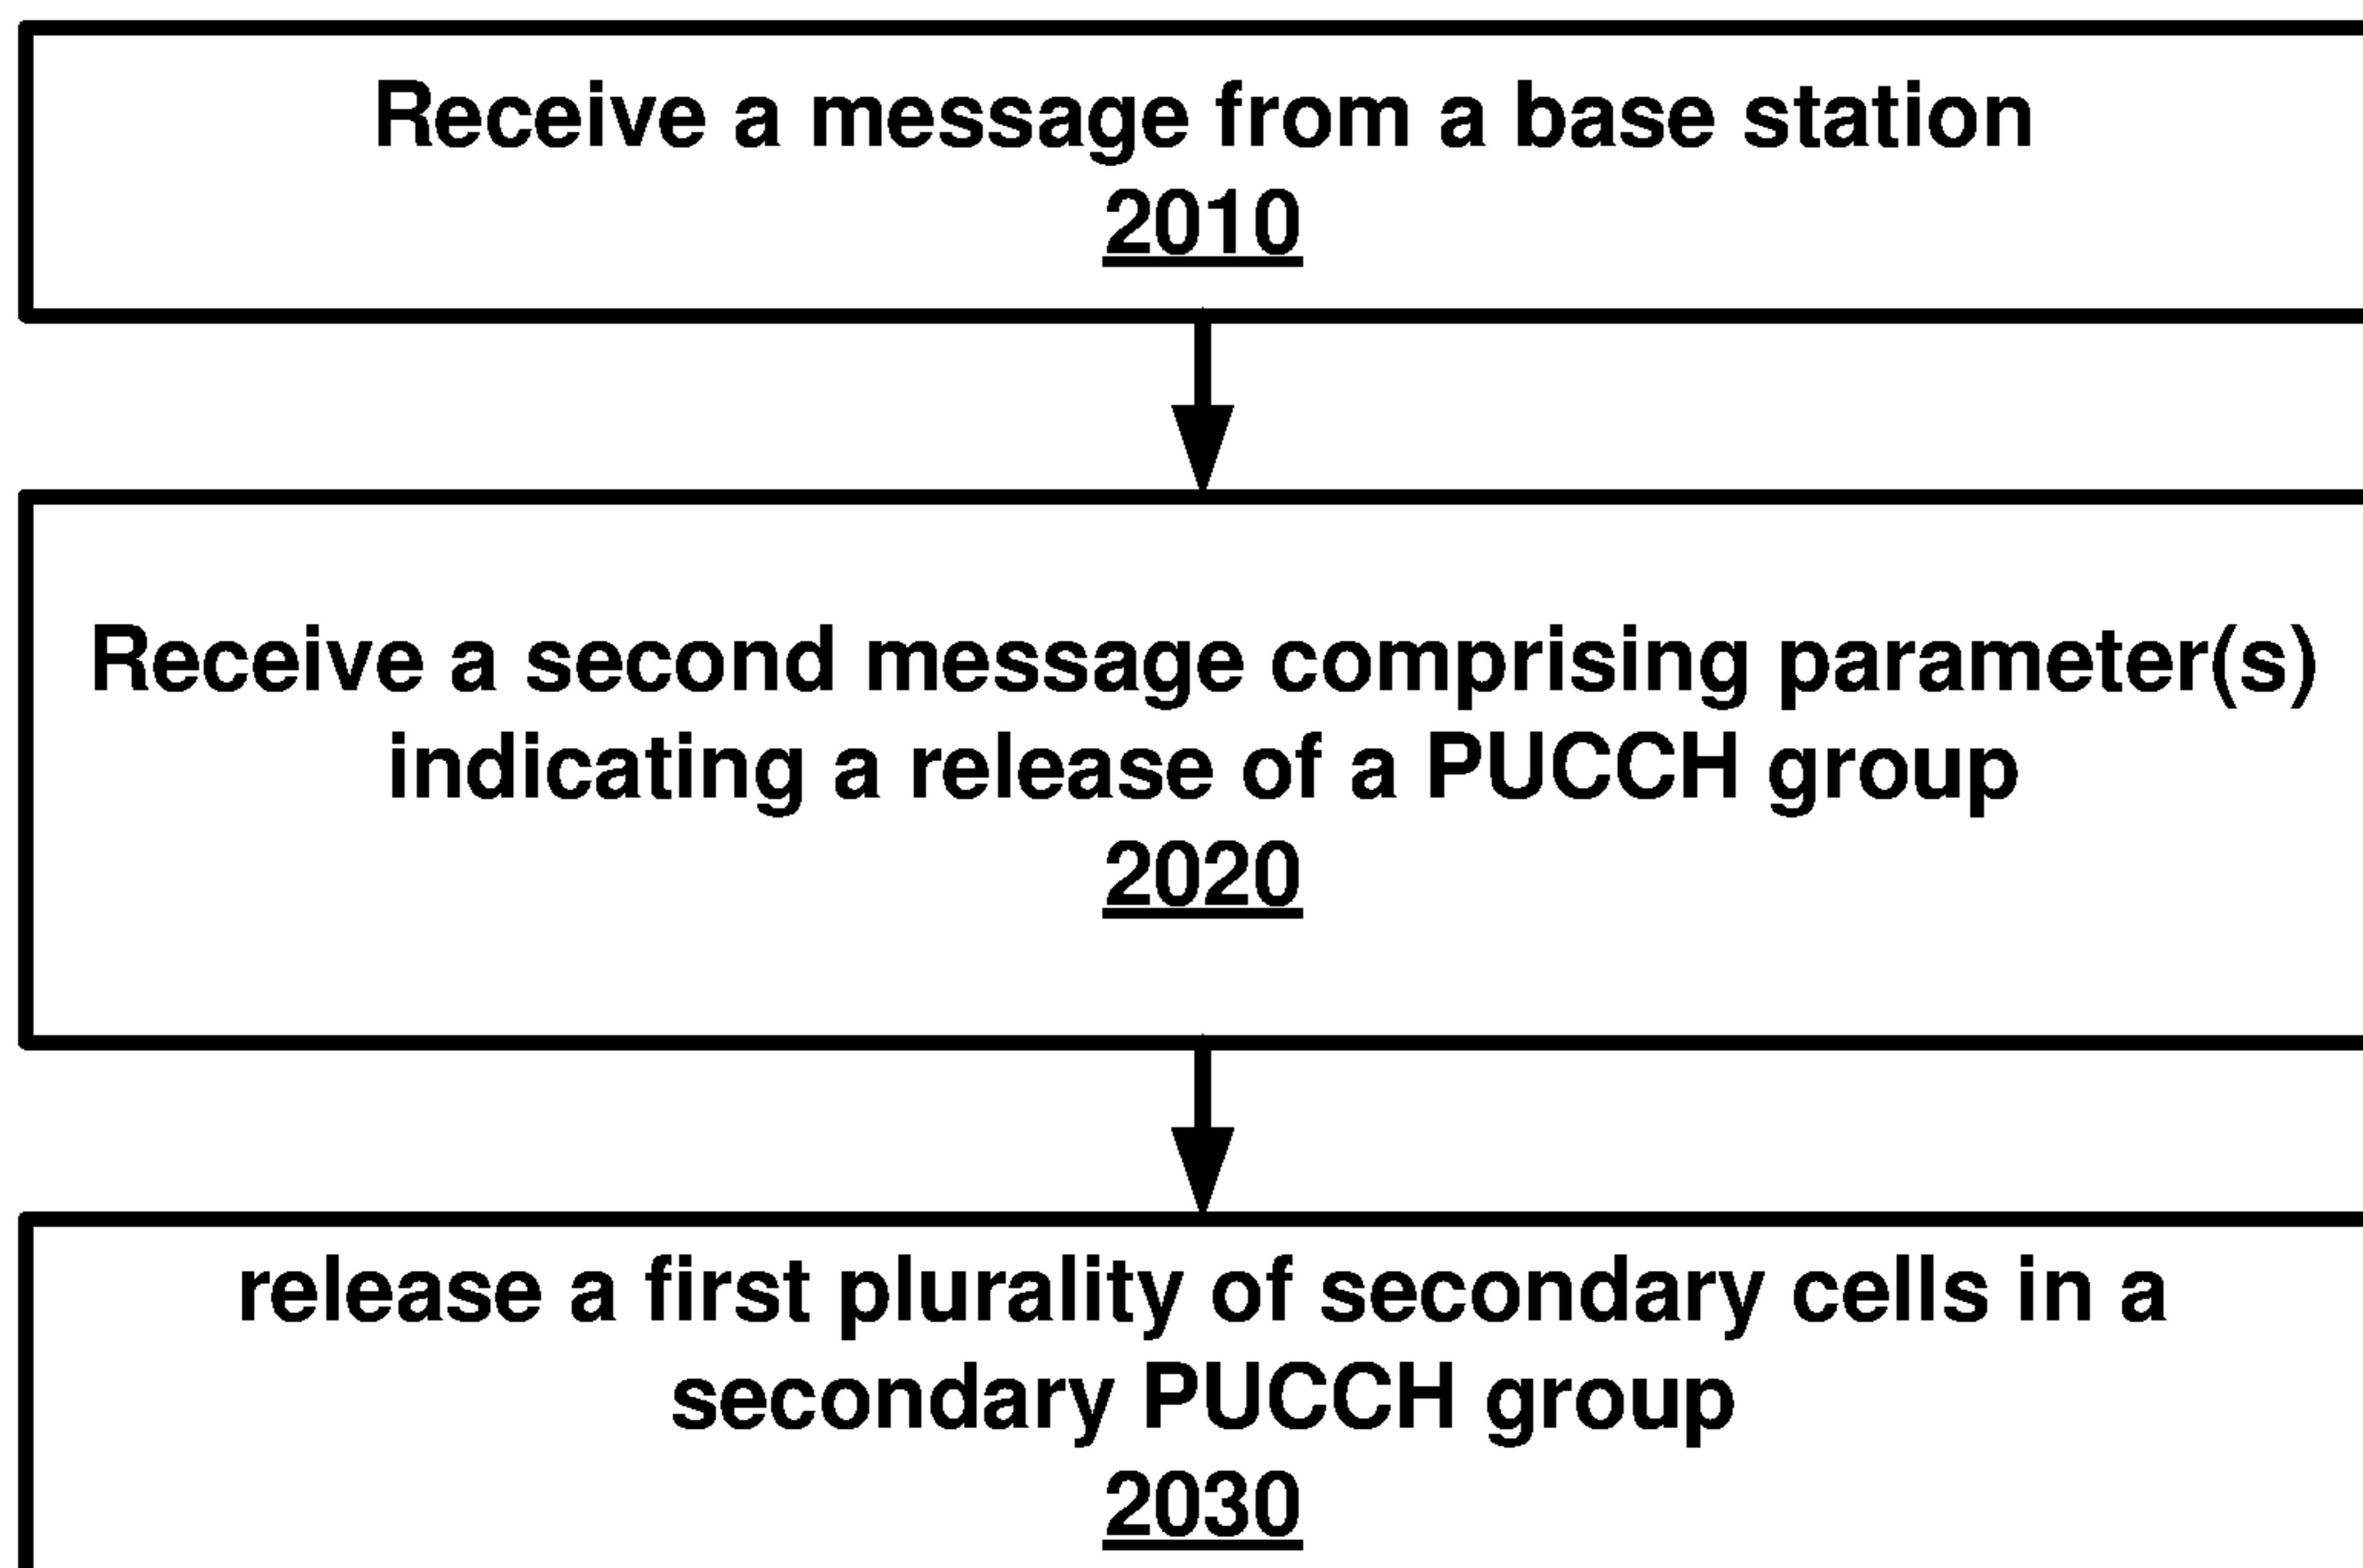 Receive a message from a base station
2010
Receive a second message comprising parameter(s)
indicating a release of a PUCCH group
2020
release a first plurality of secondary cells in a
secondary PUCCH group
2030